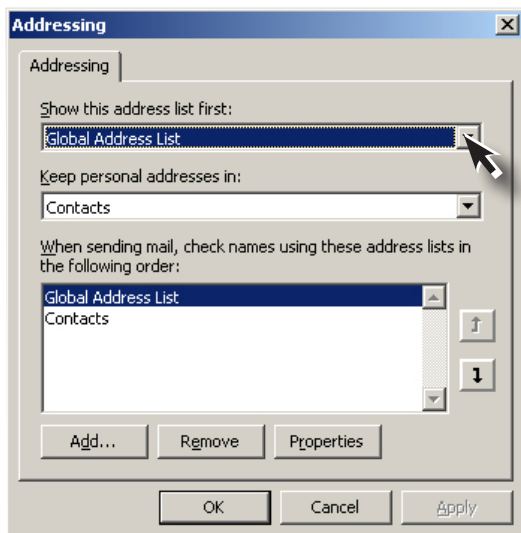 Addressing
Addressing
Show this address list first:
Global Address List
Keep personal addresses in:
Contacts
When sending mail, check names using these address lists in
the following order:
Global Address List
Contacts
Add... Remove Properties
OK Cancel Apply